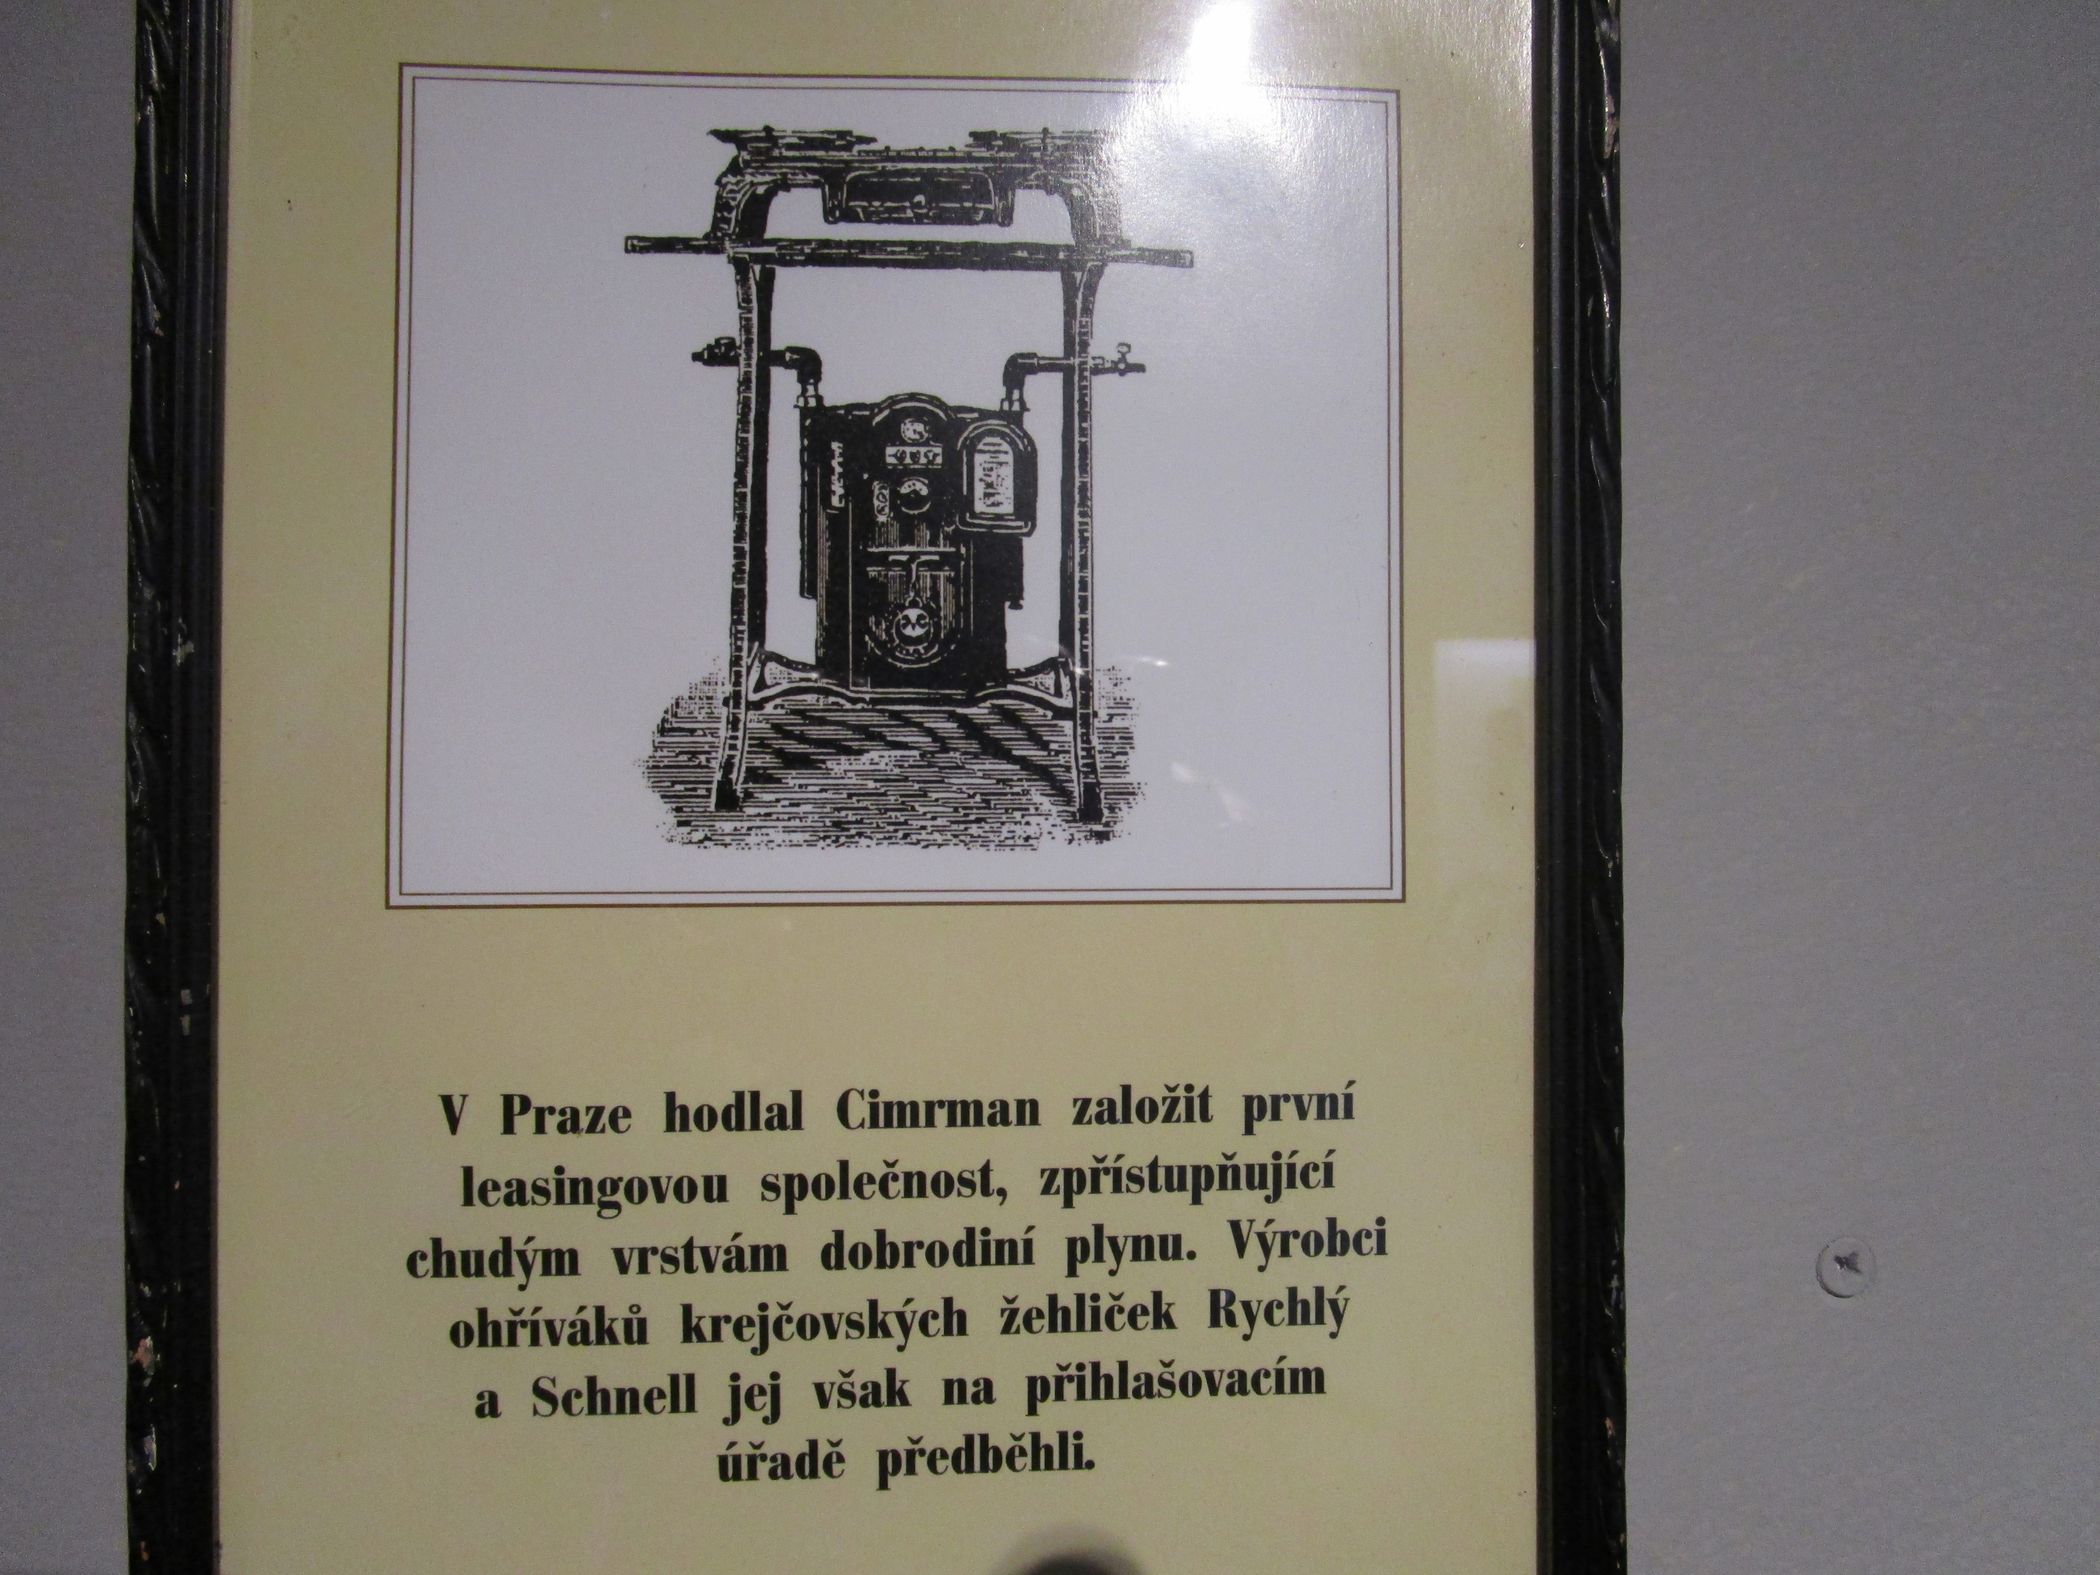 V Praze hodlal Cimrman založit první
leasingovou společnost, zpřístupňující
chudým vrstvám dobrodiní plynu. Výrobci
ohříváků krejčovských žehliček Rychlý
a Schnell jej však na přihlašovacím
úřadě předběhli.